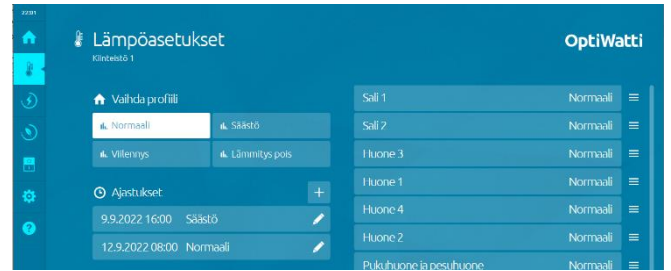 22:01
Lämpöasetukset
Kiinteistö 1
OptiWatti
Vaihda profiili
Normaali
Säästö
Viilennys
Lämmitys pois
Ajastukset
9.9.2022 16:00 Säästö
12.9.2022 08:00 Normaali
Sali 1 Normaali
Sali 2 Normaali
Huone 3 Normaali
Huone 1 Normaali
Huone 4 Normaali
Huone 2 Normaali
Pukuhuone ja pesuhuone Normaali